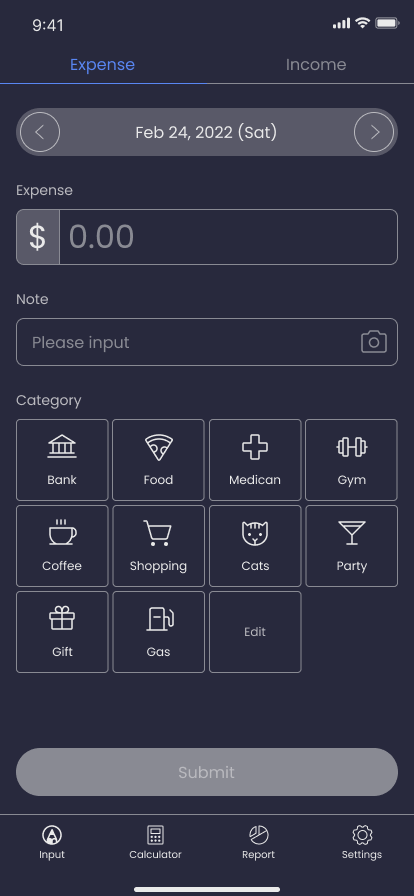 9:41
Expense Income
Feb 24, 2022 (Sat)
Expense
$ 0.00
Note
Please input
Category
Bank Food Medican Gym
Coffee Shopping Cats Party
Gift Gas Edit
Submit
Input Calculator Report Settings